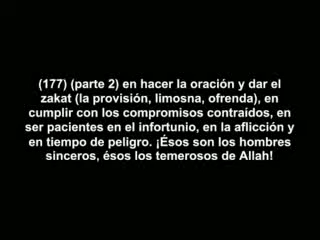 (177) (parte 2) en hacer la oración y dar el
zakat (la provisión, limosna, ofrenda), en
cumplir con los compromisos contraídos, en
ser pacientes en el infortunio, en la aflicción y
en tiempo de peligro. ¡Ésos son los hombres
sinceros, ésos los temerosos de Allah!